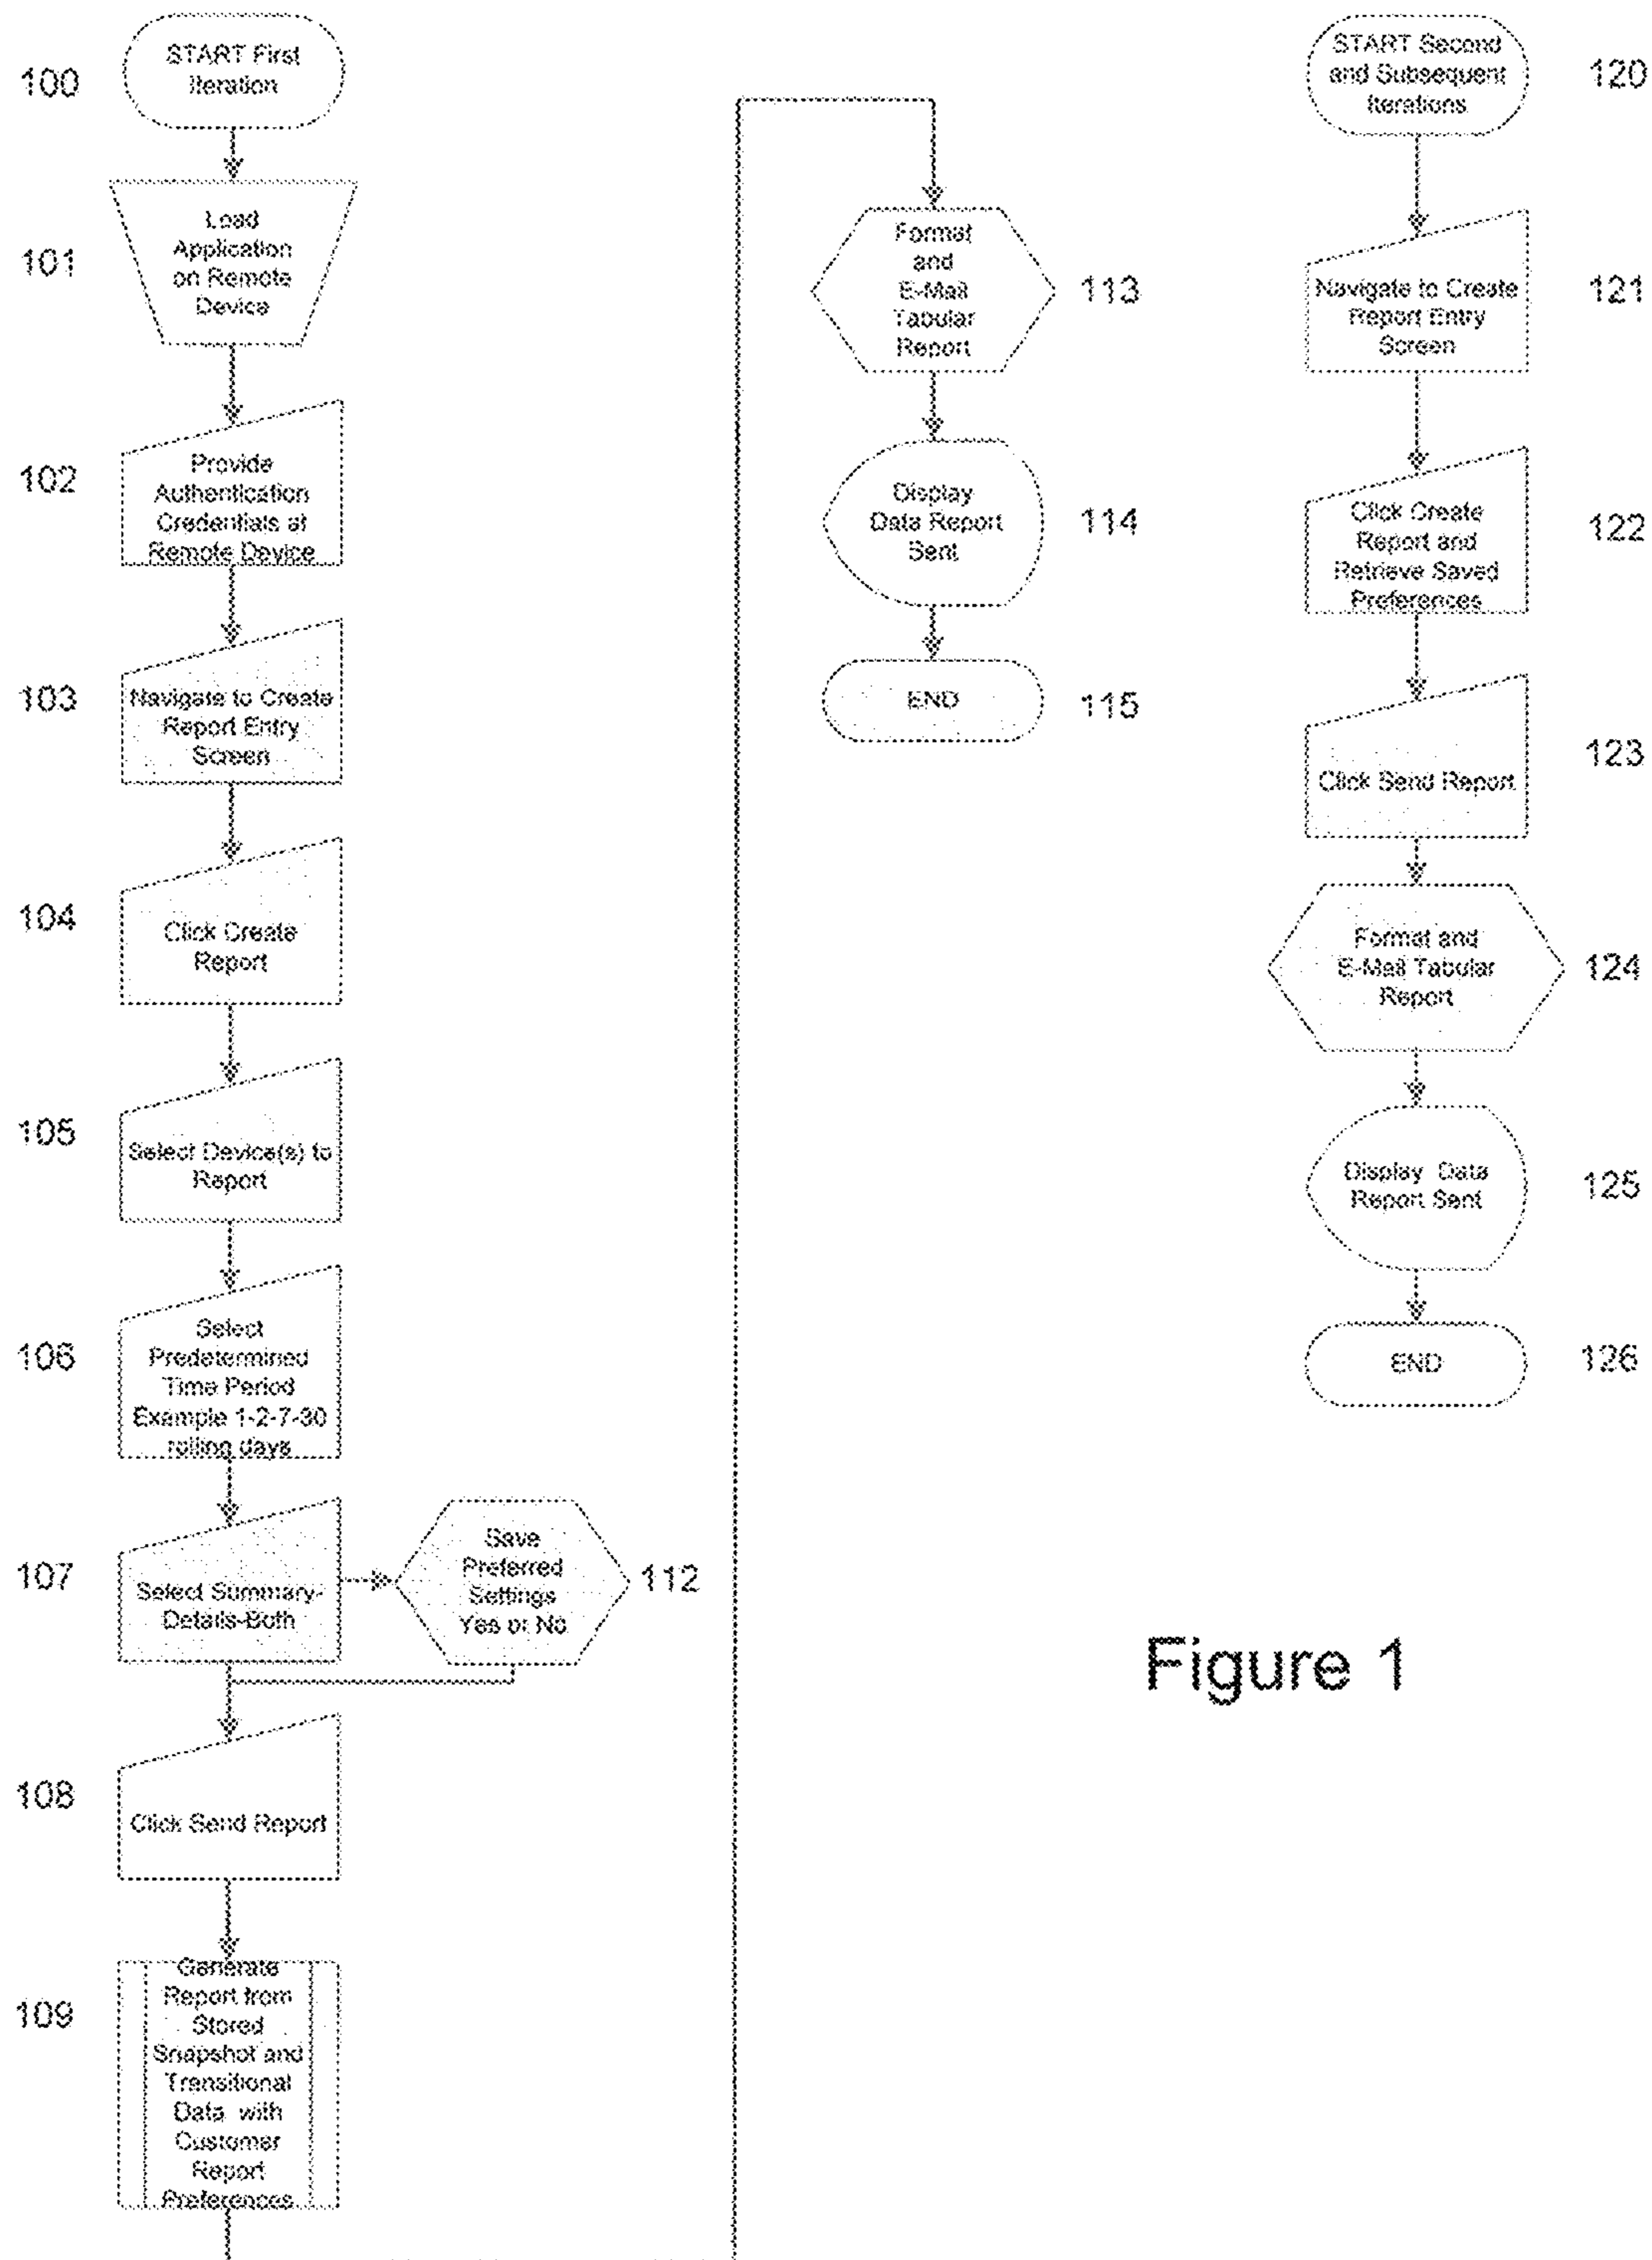 100
START First
Iteration
101
Load
Application
on Remote
Device
102
Provide
Authentication
Credentials at
Remote Device
103
Navigate to Create
Report Entry
Screen
104
Click Create
Report
105
Select Device(s) to
Report
106
Select
Predetermined
Time Period
Example 1-2-7-30
rolling days
107
Select Summary-
Details-Both
Save
Preferred
Settings
Yes or No
112
108
Click Send Report
109
Generate
Report from
Stored
Snapshot and
Transitional
Data with
Customer
Report
Preferences
Format
and
E-Mail
Tabular
Report
113
Display
Data Report
Sent
114
END
115
START Second
and Subsequent
Iterations
120
Navigate to Create
Report Entry
Screen
121
Click Create
Report and
Retrieve Saved
Preferences
122
Click Send Report
123
Format and
E-Mail Tabular
Report
124
Display Data
Report Sent
125
END
126
Figure 1